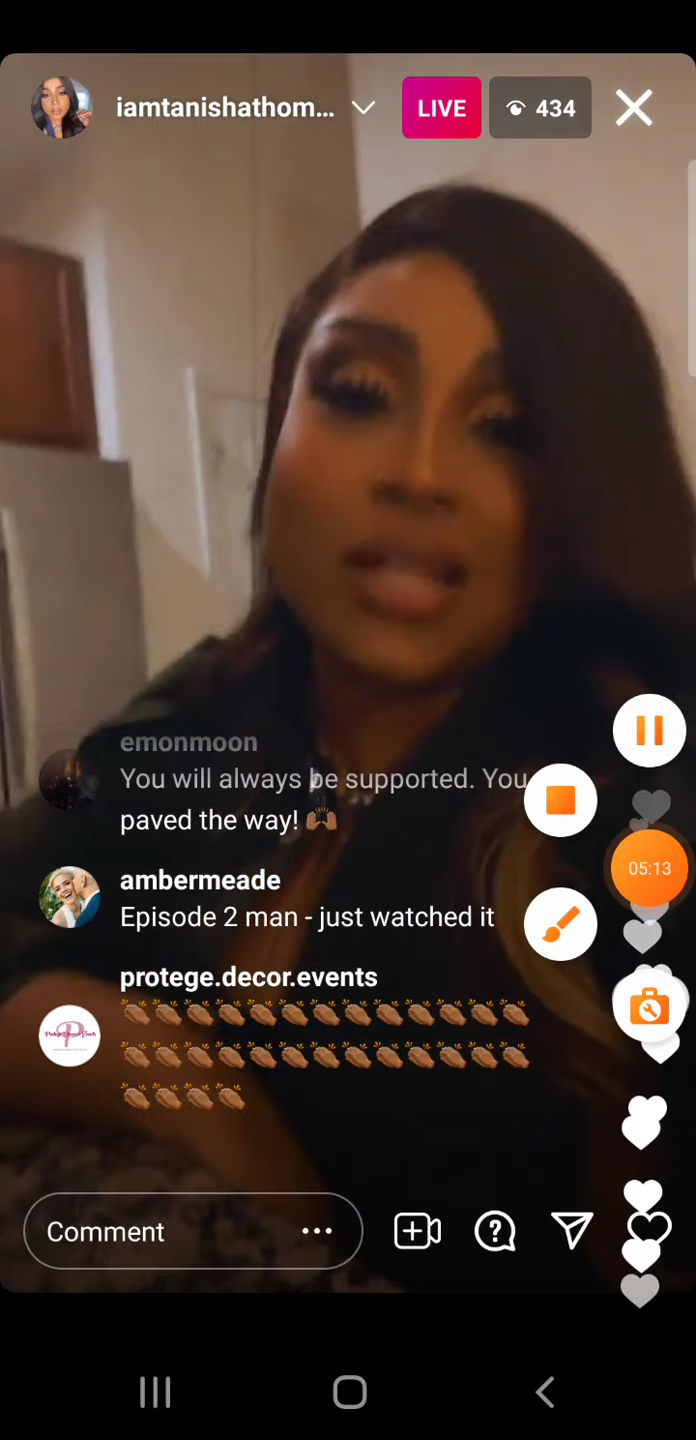 iamtanishathom...
LIVE
434
emonmoon
You will always be supported. You
paved the way! 🙌🏾
ambermeade
Episode 2 man - just watched it
05:13
protege.decor.events
👏🏽👏🏽👏🏽👏🏽👏🏽👏🏽👏🏽👏🏽👏🏽👏🏽👏🏽👏🏽👏🏽
👏🏽👏🏽👏🏽👏🏽👏🏽👏🏽👏🏽👏🏽👏🏽👏🏽👏🏽👏🏽👏🏽
👏🏽👏🏽👏🏽👏🏽
Comment